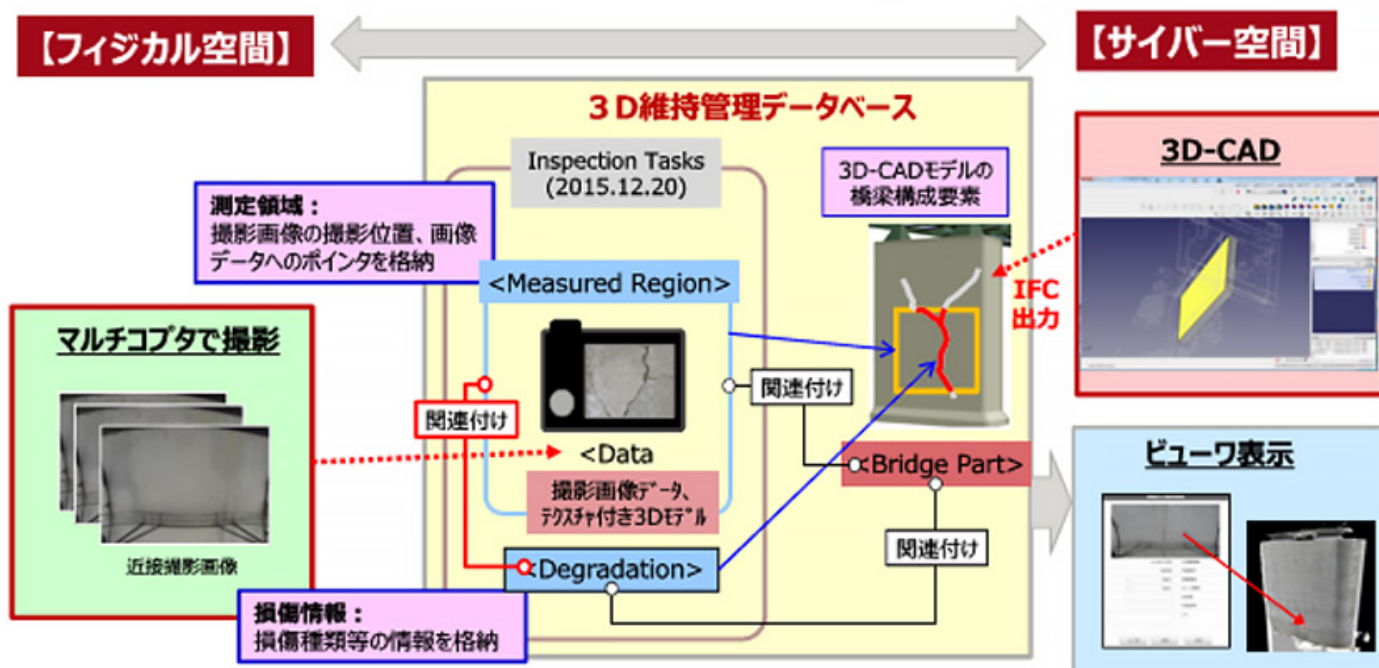 【フィジカル空間】
【サイバー空間】
3D維持管理データベース
Inspection Tasks
(2015.12.20)
3D-CADモデルの
橋梁構成要素
3D-CAD
測定領域：
撮影画像の撮影位置、画像
データへのポインタを格納
<Measured Region>
IFC
出力
マルチコプタで撮影
関連付け
関連付け
<Data
<Bridge Part>
ビューワ表示
撮影画像データ、
テクスチャ付き3Dモデル
近接撮影画像
関連付け
<Degradation>
損傷情報：
損傷種類等の情報を格納